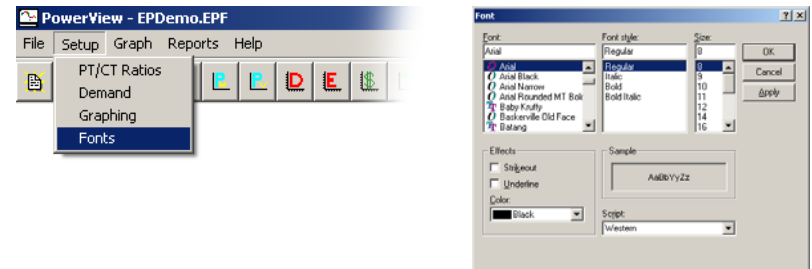 PowerView - EPDemo.EPF
File Setup Graph Reports Help
PT/CT Ratios
Demand
Graphing
Fonts
P P D E $
Font
Font:
Arial
Arial
Arial Black
Arial Narrow
Arial Rounded MT Bol
Baby Kruffy
Baskerville Old Face
Batang
Font style:
Regular
Regular
Italic
Bold
Bold Italic
Size:
8
8
9
10
11
12
14
16
OK
Cancel
Apply
Effects
Strikeout
Underline
Color:
Black
Sample
AaBbYyZz
Script:
Western